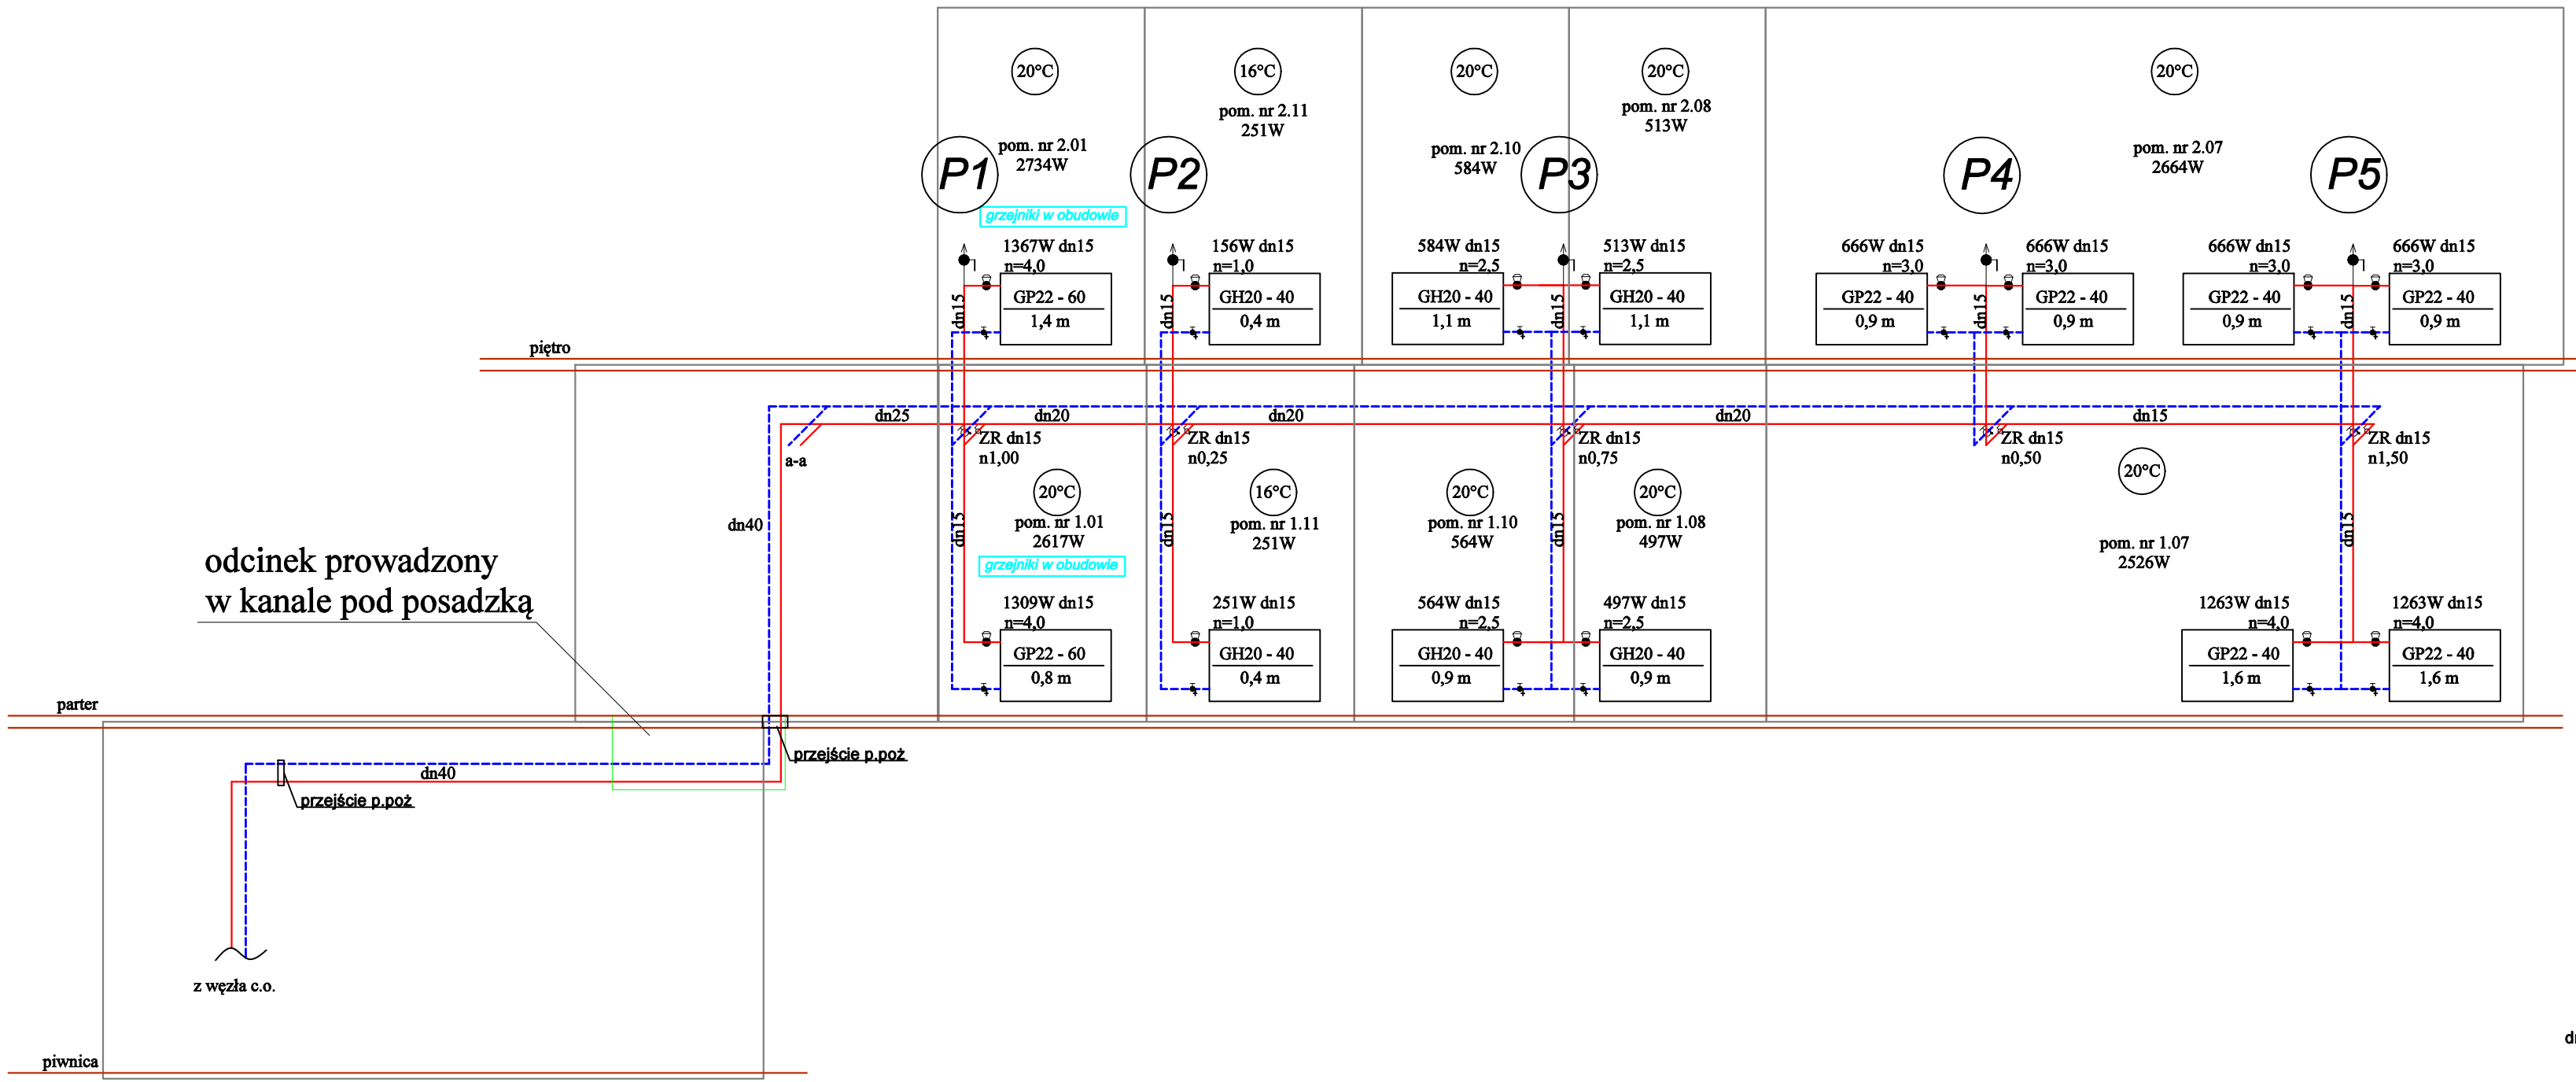 20°C
16°C
20°C
20°C
20°C
pom. nr 2.01
2734W
pom. nr 2.11
251W
pom. nr 2.10
584W
pom. nr 2.08
513W
pom. nr 2.07
2664W
P1
P2
P3
P4
P5
grzejniki w obudowie
1367W dn15
n=4,0
GP22 - 60
1,4 m
dn15
156W dn15
n=1,0
GH20 - 40
0,4 m
dn15
584W dn15
n=2,5
GH20 - 40
1,1 m
dn15
513W dn15
n=2,5
GH20 - 40
1,1 m
666W dn15
n=3,0
GP22 - 40
0,9 m
dn15
666W dn15
n=3,0
GP22 - 40
0,9 m
666W dn15
n=3,0
GP22 - 40
0,9 m
dn15
666W dn15
n=3,0
GP22 - 40
0,9 m
piętro
dn25
dn20
dn20
dn20
dn15
a-a
ZR dn15
n1,00
ZR dn15
n0,25
ZR dn15
n0,75
ZR dn15
n0,50
ZR dn15
n1,50
dn40
20°C
pom. nr 1.01
2617W
16°C
pom. nr 1.11
251W
20°C
pom. nr 1.10
564W
20°C
pom. nr 1.08
497W
20°C
pom. nr 1.07
2526W
odcinek prowadzony
w kanale pod posadzką
grzejniki w obudowie
dn15
1309W dn15
n=4,0
GP22 - 60
0,8 m
dn15
251W dn15
n=1,0
GH20 - 40
0,4 m
564W dn15
n=2,5
GH20 - 40
0,9 m
dn15
497W dn15
n=2,5
GH20 - 40
0,9 m
1263W dn15
n=4,0
GP22 - 40
1,6 m
dn15
1263W dn15
n=4,0
GP22 - 40
1,6 m
parter
przejście p.poż
dn40
przejście p.poż
z węzła c.o.
piwnica